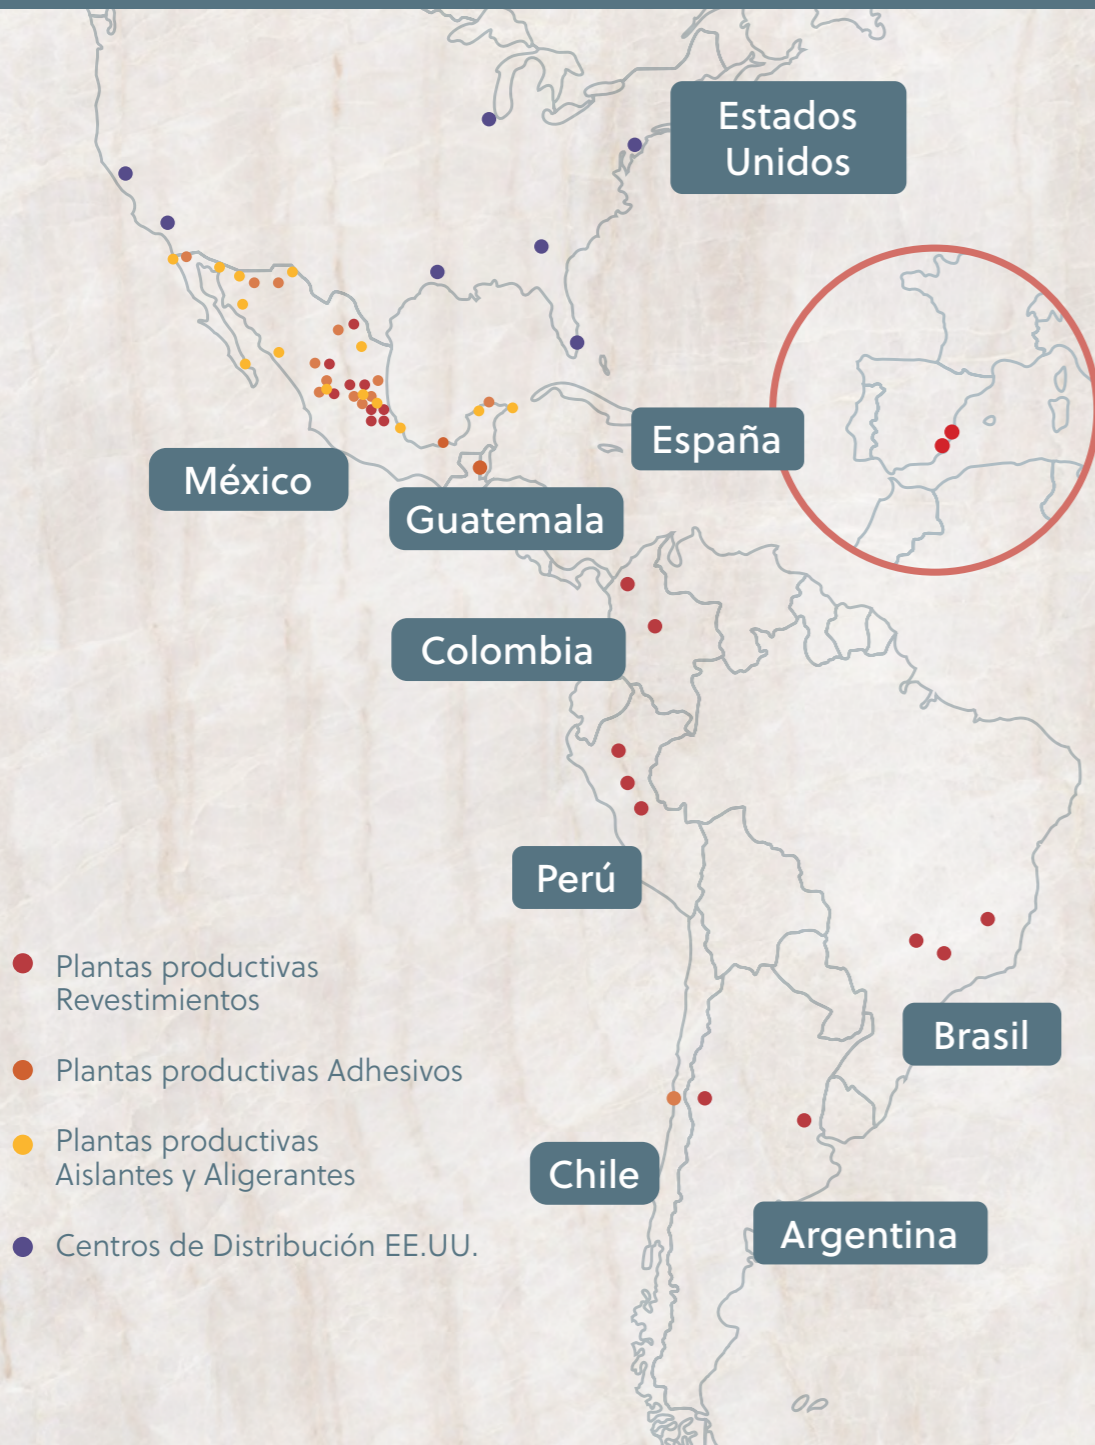 Estados
Unidos
España
México
Guatemala
Colombia
Perú
Brasil
Chile
Argentina
Plantas productivas
Revestimientos
Plantas productivas Adhesivos
Plantas productivas
Aislantes y Aligerantes
Centros de Distribución EE.UU.